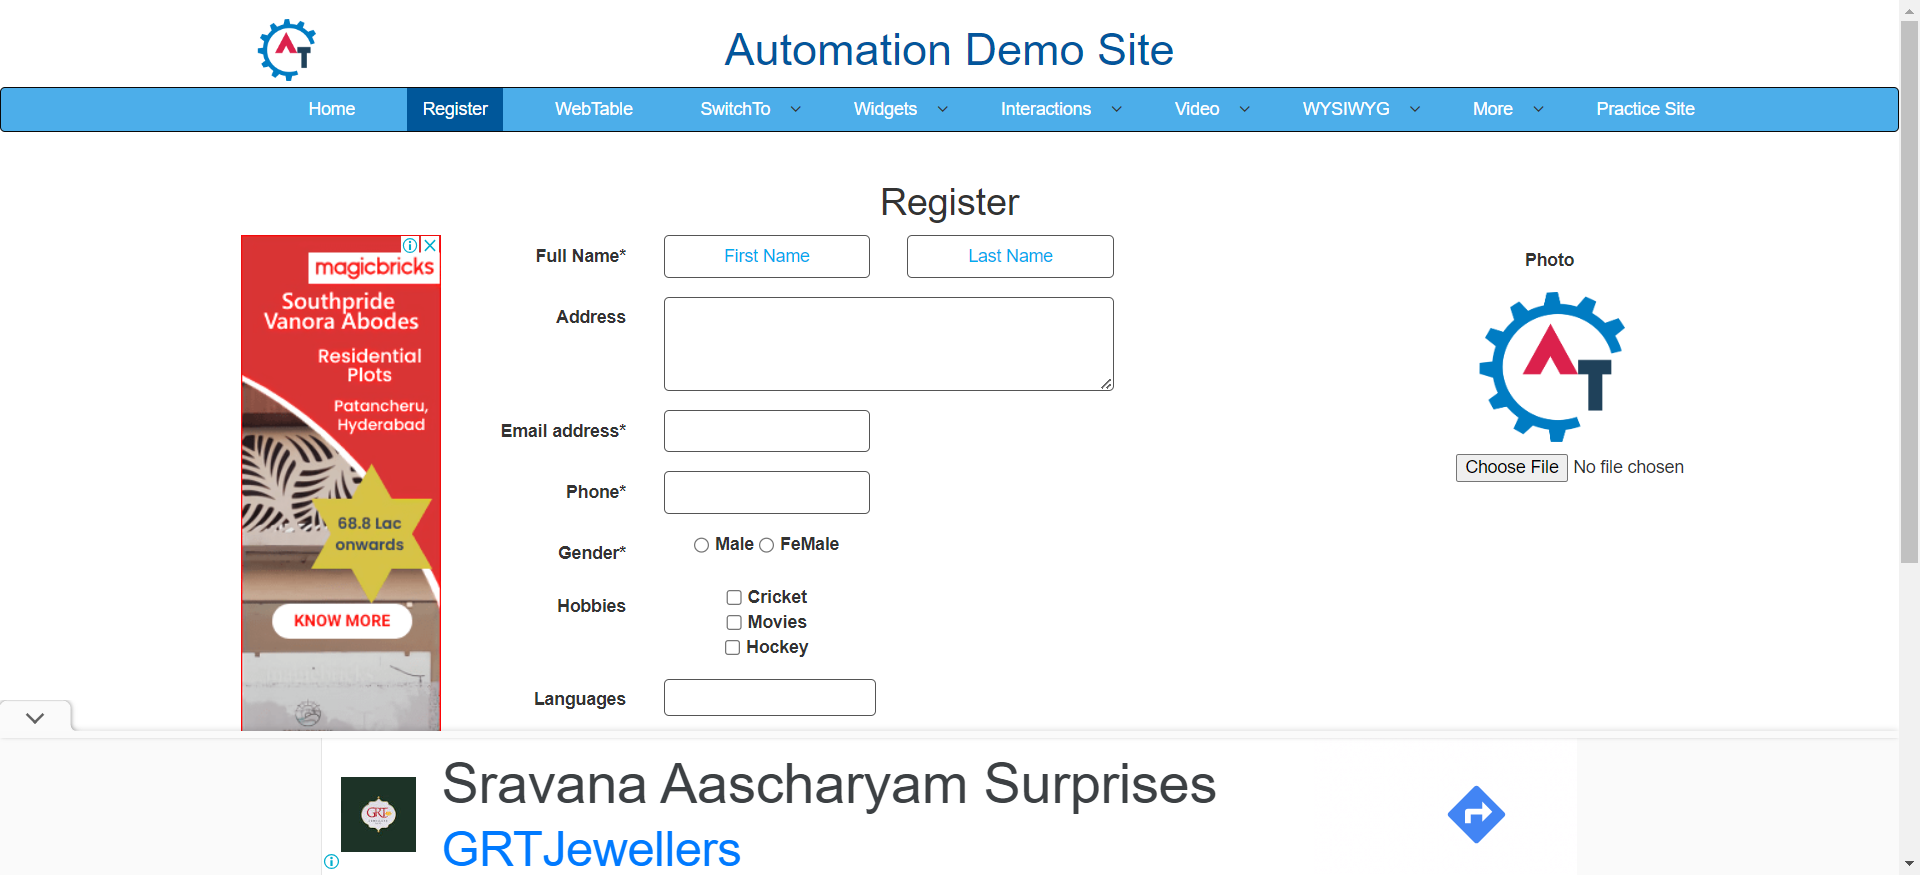 AT
Automation Demo Site
Home Register WebTable SwitchTo Widgets Interactions Video WYSIWYG More Practice Site
Register
magicbricks
Southpride
Vanora Abodes
Residential
Plots
Patancheru,
Hyderabad
68.8 Lac
onwards
KNOW MORE
Full Name* First Name Last Name
Address
Email address*
Phone*
Gender* Male FeMale
Hobbies Cricket
Movies
Hockey
Languages
Photo
AT
Choose File No file chosen
GRT
Sravana Aascharyam Surprises
GRTJewellers